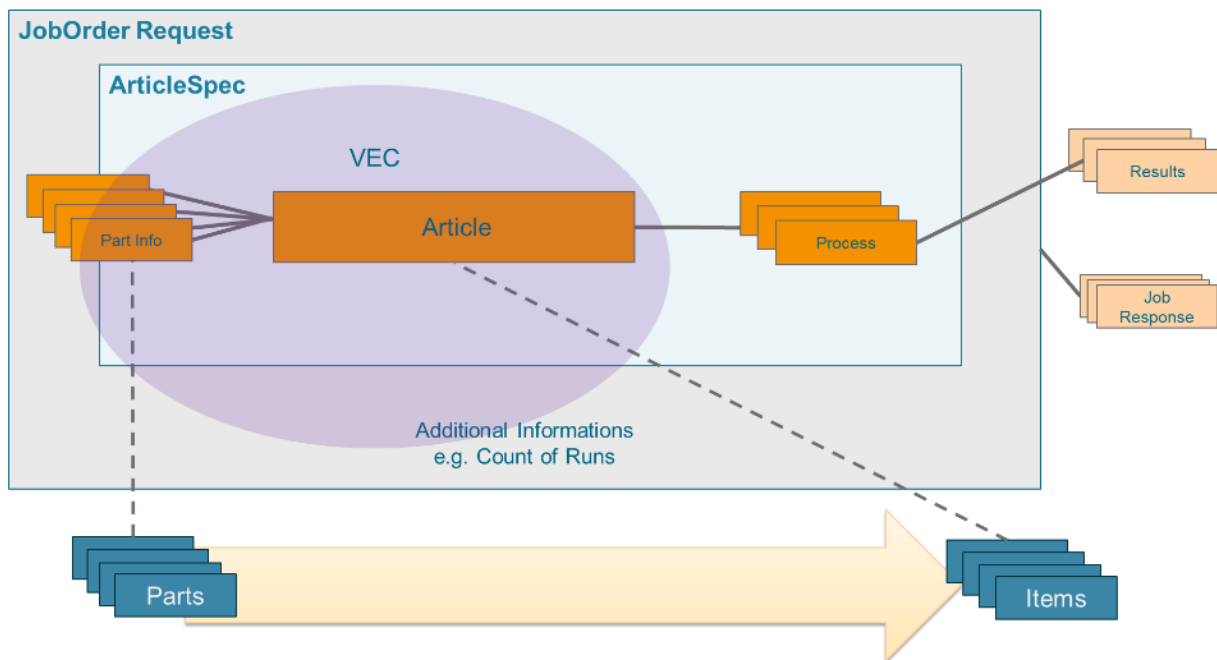 JobOrder Request
ArticleSpec
VEC
Part Info
Article
Process
Results
Job
Response
Additional Informations
e.g. Count of Runs
Parts
Items